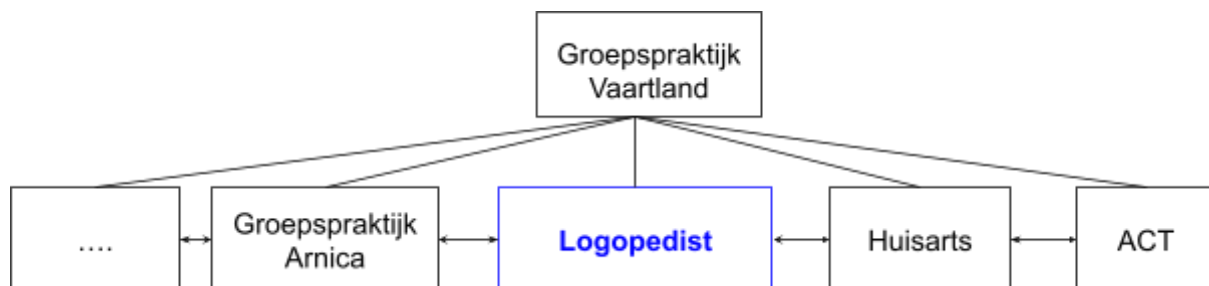 Groepspraktijk
Vaartland
....
Groepspraktijk
Arnica
Logopedist
Huisarts
ACT